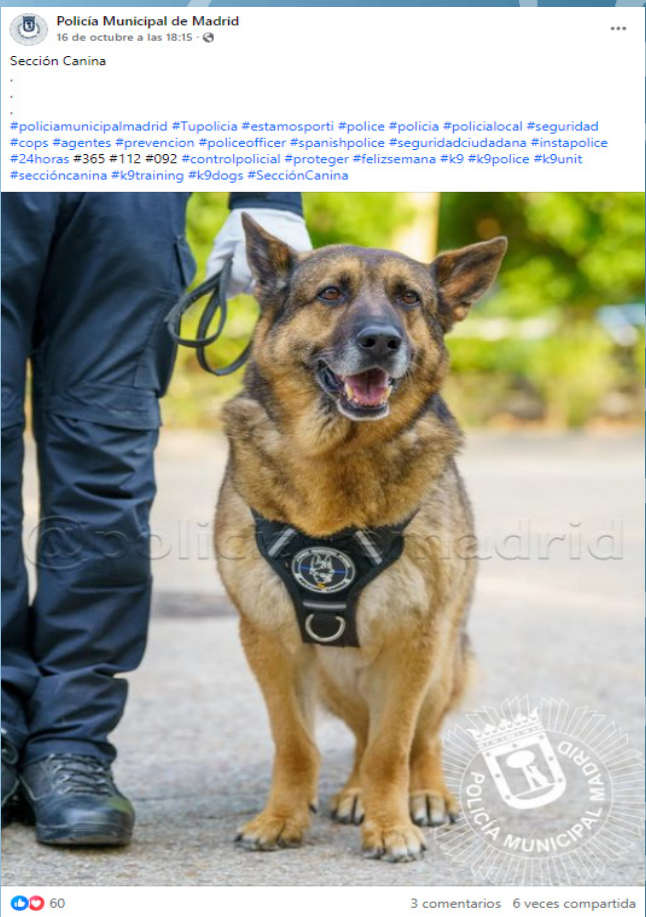 Policía Municipal de Madrid
16 de octubre a las 18:15 ·
Sección Canina
.
.
.
#policiamunicipalmadrid #Tupolicia #estamosporti #police #policia #policialocal #seguridad
#cops #agentes #prevencion #policeofficer #spanishpolice #seguridadciudadana #instapolice
#24horas #365 #112 #092 #controlpolicial #proteger #felizsemana #k9 #k9police #k9unit
#seccióncanina #k9training #k9dogs #SecciónCanina
POLICÍA MUNICIPAL MADRID
60
3 comentarios 6 veces compartida